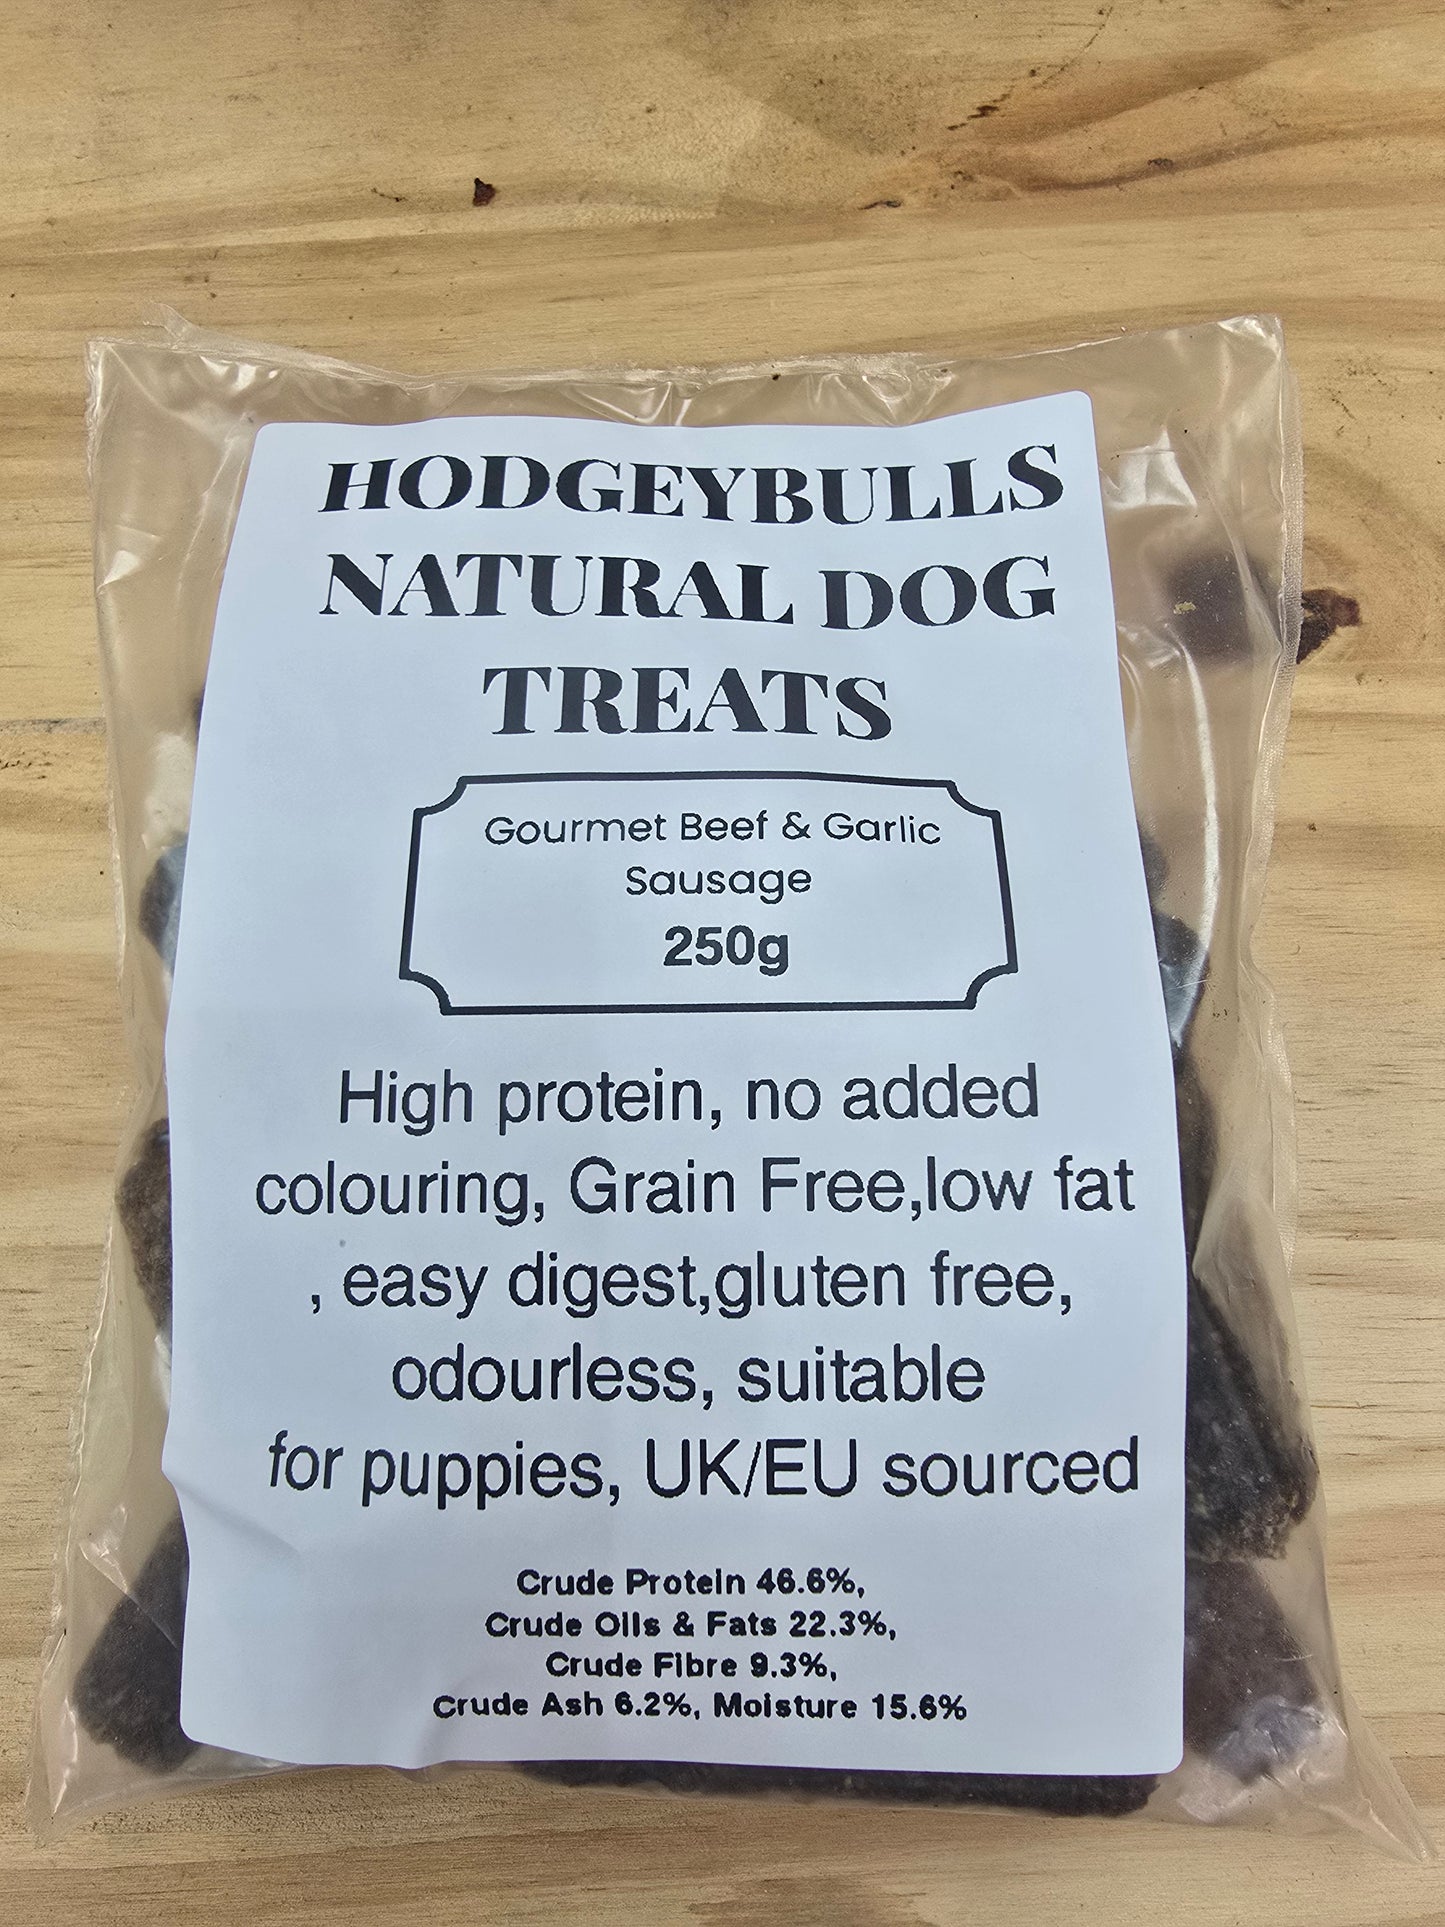 HODGEYBULLS
NATURAL DOG
TREATS
Gourmet Beef & Garlic
Sausage
250g
High protein, no added
colouring, Grain Free,low fat
, easy digest,gluten free,
odourless, suitable
for puppies, UK/EU sourced
Crude Protein 46.6%,
Crude Oils & Fats 22.3%,
Crude Fibre 9.3%,
Crude Ash 6.2%, Moisture 15.6%